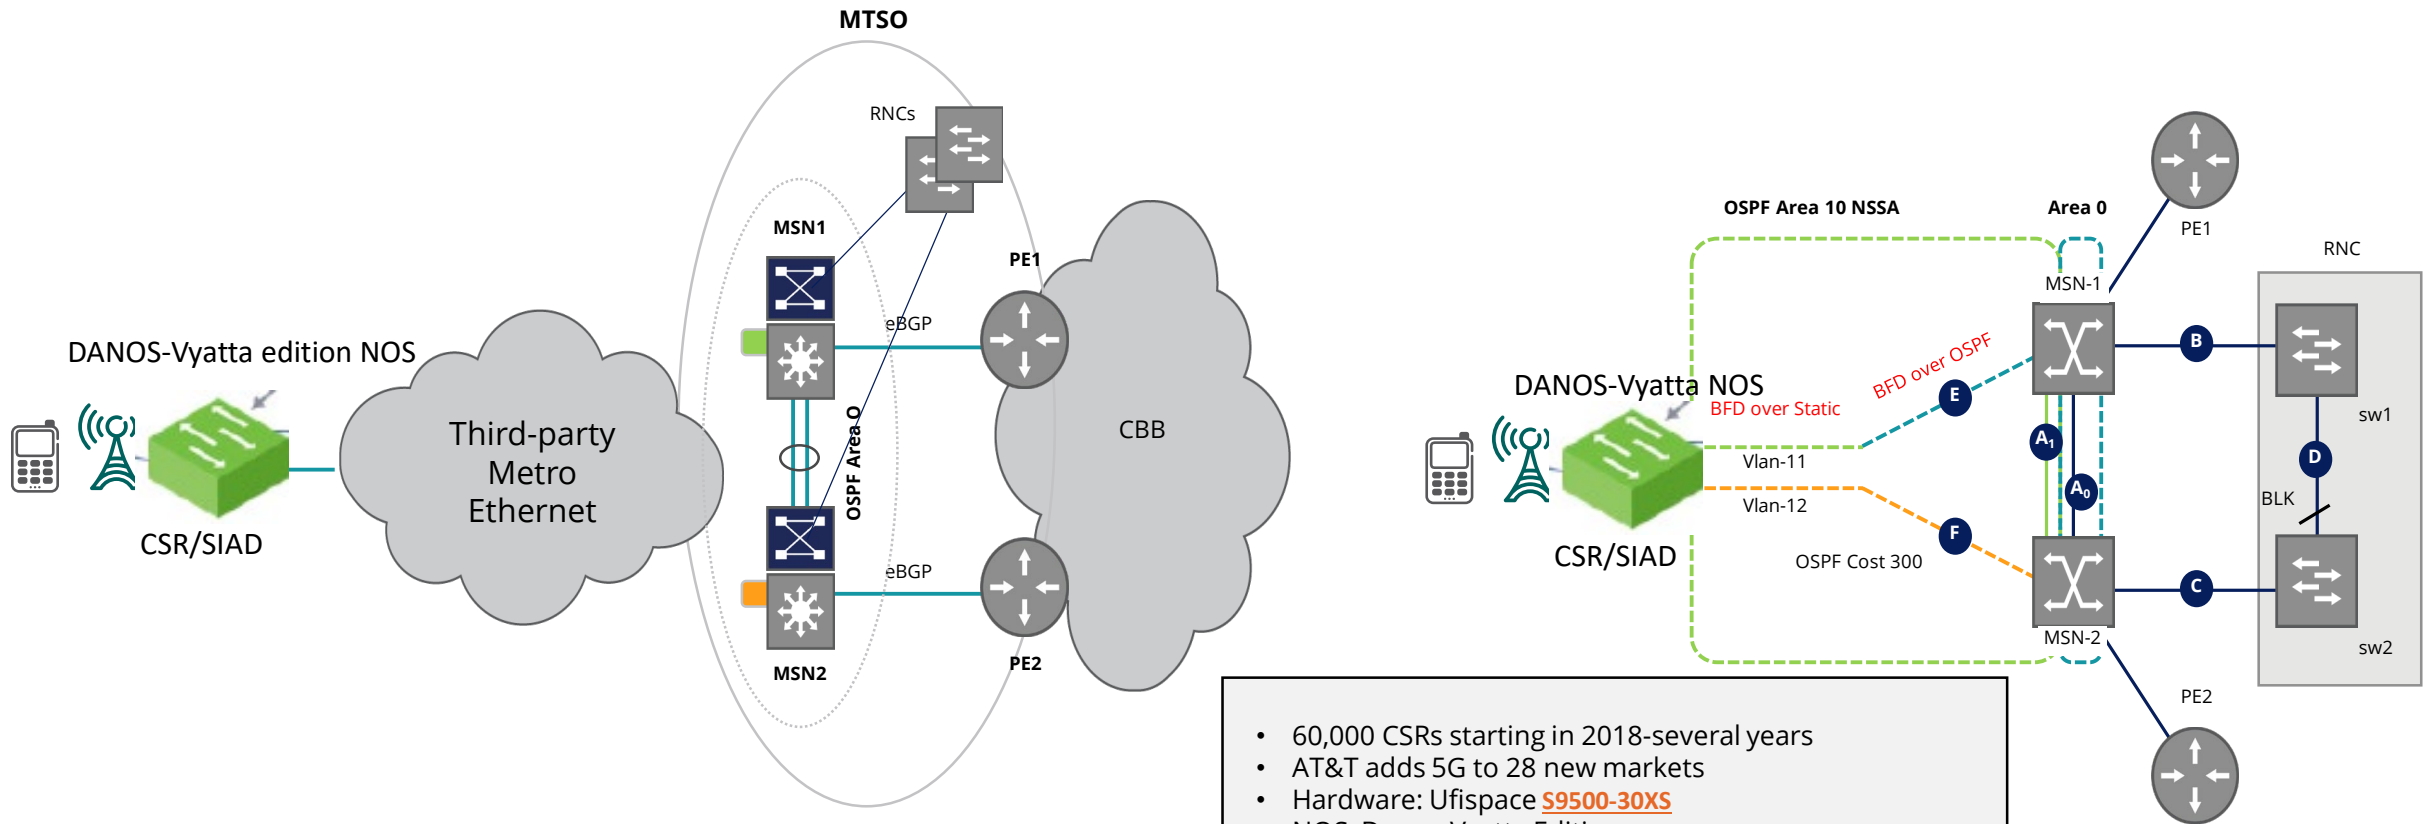 MTSO
RNCs
MSN1
PE1
eBGP
DANOS-Vyatta edition NOS
Third-party
Metro
Ethernet
CSR/SIAD
OSPF Area O
CBB
eBGP
MSN2
PE2
OSPF Area 10 NSSA
Area 0
PE1
RNC
MSN-1
BFD over OSPF
B
DANOS-Vyatta NOS
BFD over Static
E
sw1
A1
Vlan-11
D
A0
Vlan-12
BLK
F
CSR/SIAD
OSPF Cost 300
C
MSN-2
sw2
PE2
• 60,000 CSRs starting in 2018-several years
• AT&T adds 5G to 28 new markets
• Hardware: Ufispace S9500-30XS